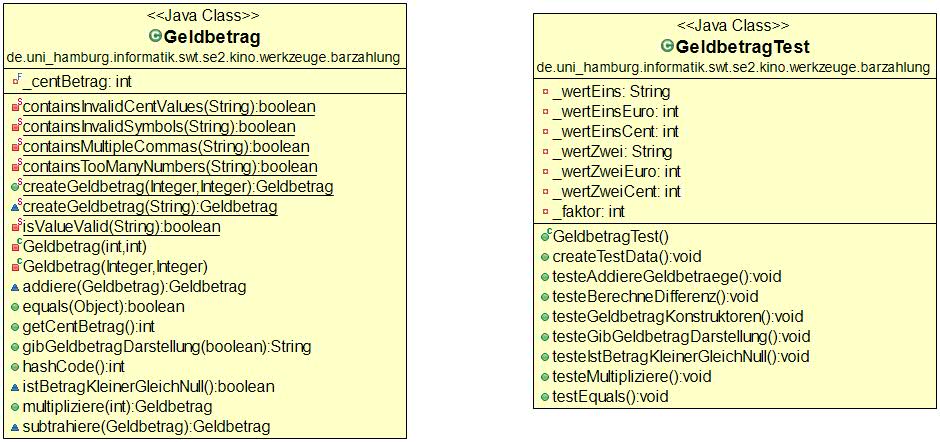 <<Java Class>>
Geldbetrag
de.uni_hamburg.informatik.swt.se2.kino.werkzeuge.barzahlung
_centBetrag: int
containsInvalidCentValues(String):boolean
containsInvalidSymbols(String):boolean
containsMultipleCommas(String):boolean
containsTooManyNumbers(String):boolean
createGeldbetrag(Integer,Integer):Geldbetrag
createGeldbetrag(String):Geldbetrag
isValueValid(String):boolean
Geldbetrag(int,int)
Geldbetrag(Integer,Integer)
addiere(Geldbetrag):Geldbetrag
equals(Object):boolean
getCentBetrag():int
gibGeldbetragDarstellung(boolean):String
hashCode():int
istBetragKleinerGleichNull():boolean
multipliziere(int):Geldbetrag
subtrahiere(Geldbetrag):Geldbetrag
<<Java Class>>
GeldbetragTest
de.uni_hamburg.informatik.swt.se2.kino.werkzeuge.barzahlung
_wertEins: String
_wertEinsEuro: int
_wertEinsCent: int
_wertZwei: String
_wertZweiEuro: int
_wertZweiCent: int
_faktor: int
GeldbetragTest()
createTestData():void
testeAddiereGeldbetraege():void
testeBerechneDifferenz():void
testeGeldbetragKonstruktoren():void
testeGibGeldbetragDarstellung():void
testeIstBetragKleinerGleichNull():void
testeMultipliziere():void
testEquals():void